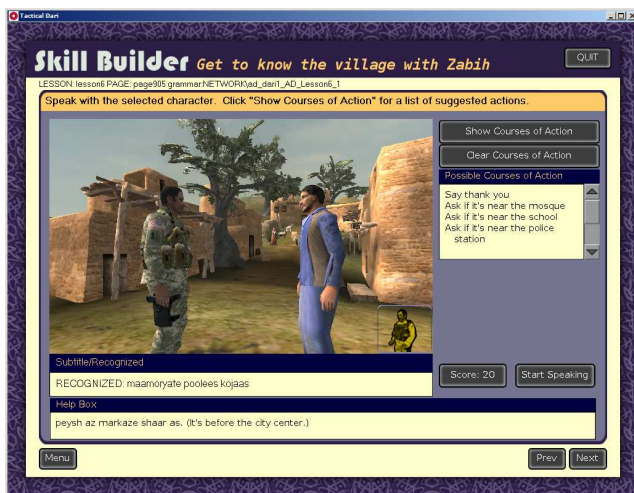 Tactical Dari
Skill Builder Get to know the village with Zabih
QUIT
LESSON: lesson6 PAGE: page905 grammar:NETWORK\ad_dari1_AD_Lesson6_1
Speak with the selected character. Click "Show Courses of Action" for a list of suggested actions.
Show Courses of Action
Clear Courses of Action
Possible Courses of Action
Say thank you
Ask if it's near the mosque
Ask if it's near the school
Ask if it's near the police
station
Subtitle/Recognized
RECOGNIZED: maamoryate poolees kojaas
Score: 20
Start Speaking
Help Box
peysh az markaze shaar as. (It's before the city center.)
Menu
Prev
Next